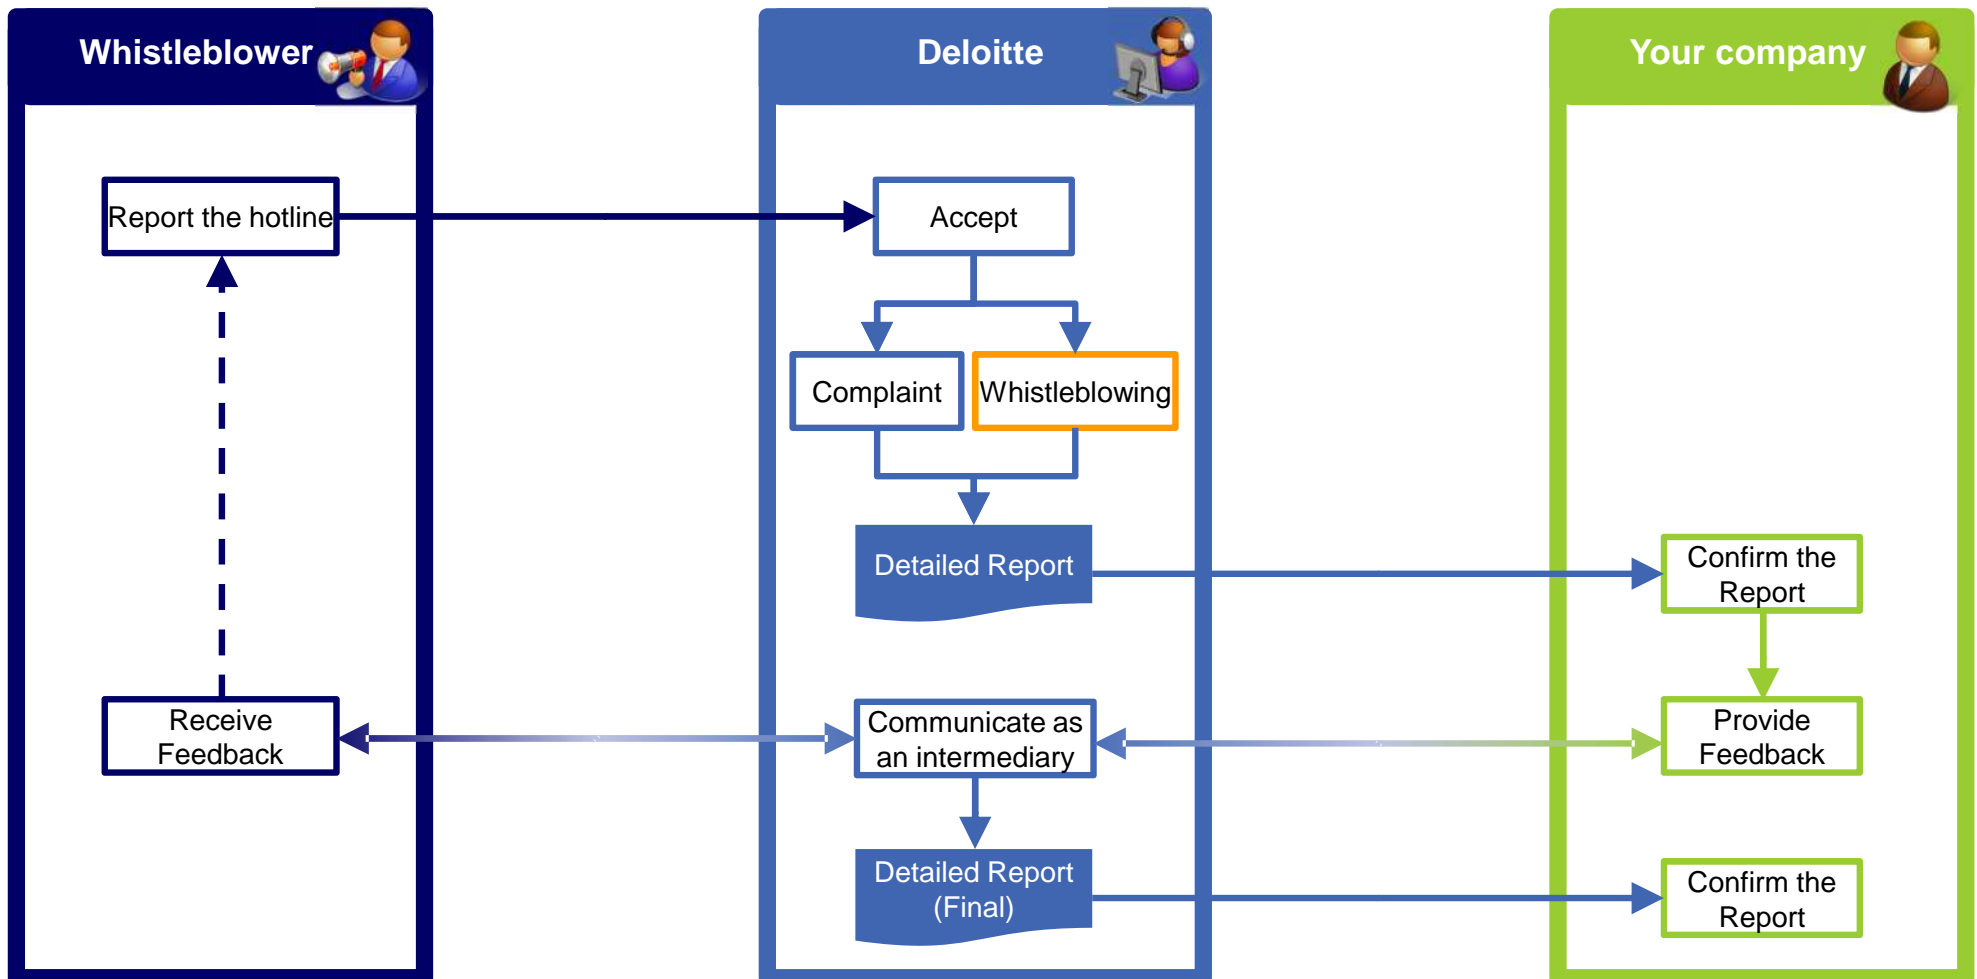 Whistleblower
Deloitte
Your company
Report the hotline
Accept
Complaint
Whistleblowing
Detailed Report
Confirm the
Report
Receive
Feedback
Communicate as
an intermediary
Provide
Feedback
Detailed Report
(Final)
Confirm the
Report